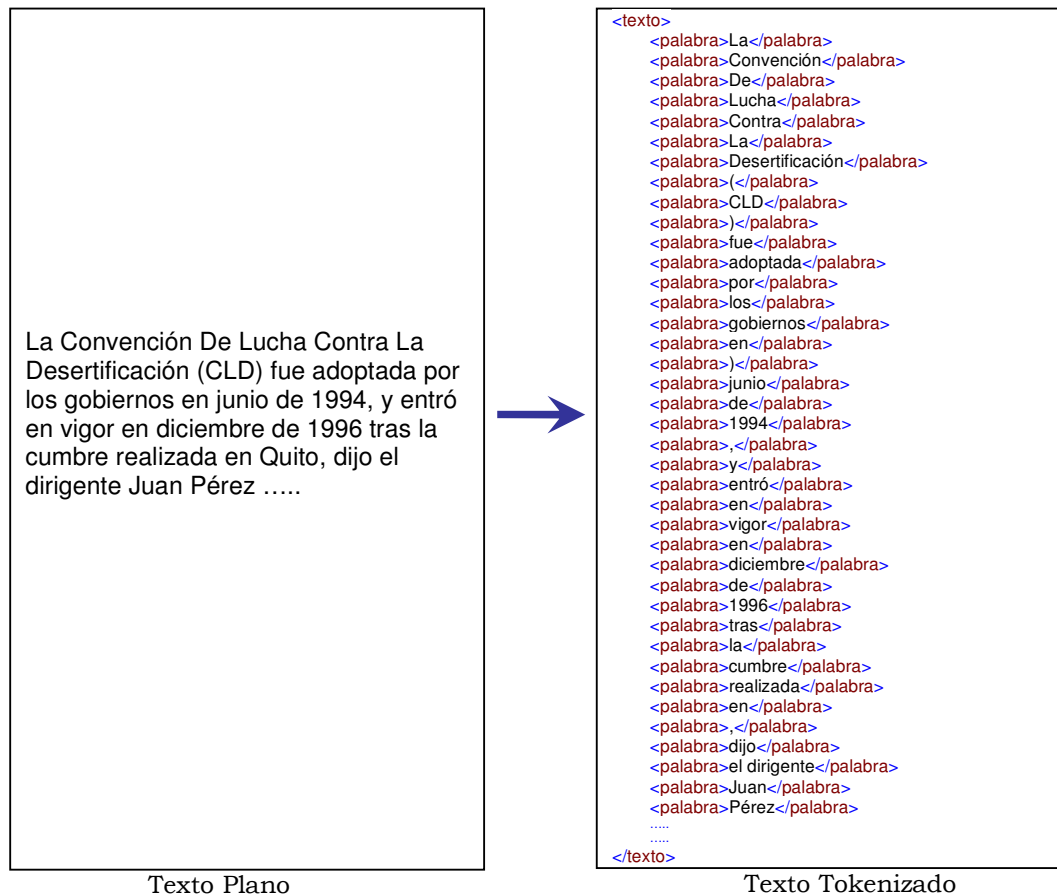 La Convención De Lucha Contra La
Desertificación (CLD) fue adoptada por
los gobiernos en junio de 1994, y entró
en vigor en diciembre de 1996 tras la
cumbre realizada en Quito, dijo el
dirigente Juan Pérez …..
Texto Plano
<texto>
<palabra>La</palabra>
<palabra>Convención</palabra>
<palabra>De</palabra>
<palabra>Lucha</palabra>
<palabra>Contra</palabra>
<palabra>La</palabra>
<palabra>Desertificación</palabra>
<palabra>(</palabra>
<palabra>CLD</palabra>
<palabra>)</palabra>
<palabra>fue</palabra>
<palabra>adoptada</palabra>
<palabra>por</palabra>
<palabra>los</palabra>
<palabra>gobiernos</palabra>
<palabra>en</palabra>
<palabra>)</palabra>
<palabra>junio</palabra>
<palabra>de</palabra>
<palabra>1994</palabra>
<palabra>,</palabra>
<palabra>y</palabra>
<palabra>entró</palabra>
<palabra>en</palabra>
<palabra>vigor</palabra>
<palabra>en</palabra>
<palabra>diciembre</palabra>
<palabra>de</palabra>
<palabra>1996</palabra>
<palabra>tras</palabra>
<palabra>la</palabra>
<palabra>cumbre</palabra>
<palabra>realizada</palabra>
<palabra>en</palabra>
<palabra>,</palabra>
<palabra>dijo</palabra>
<palabra>el dirigente</palabra>
<palabra>Juan</palabra>
<palabra>Pérez</palabra>
…..
…..
</texto>
Texto Tokenizado